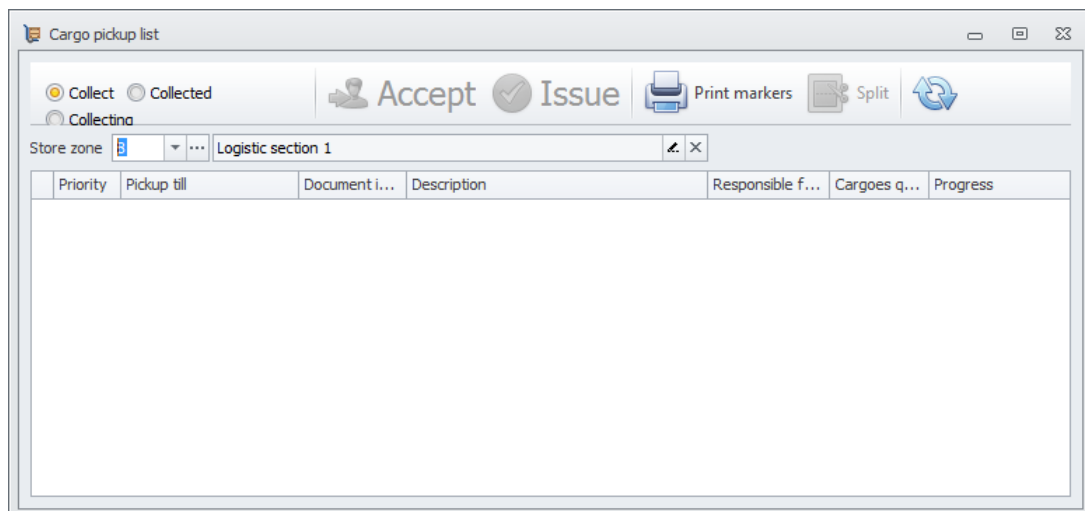 Cargo pickup list
Collect Collected Accept Issue Print markers Split
Collecting
Store zone 3 ... Logistic section 1
Priority Pickup till Document i... Description Responsible f... Cargoes q... Progress